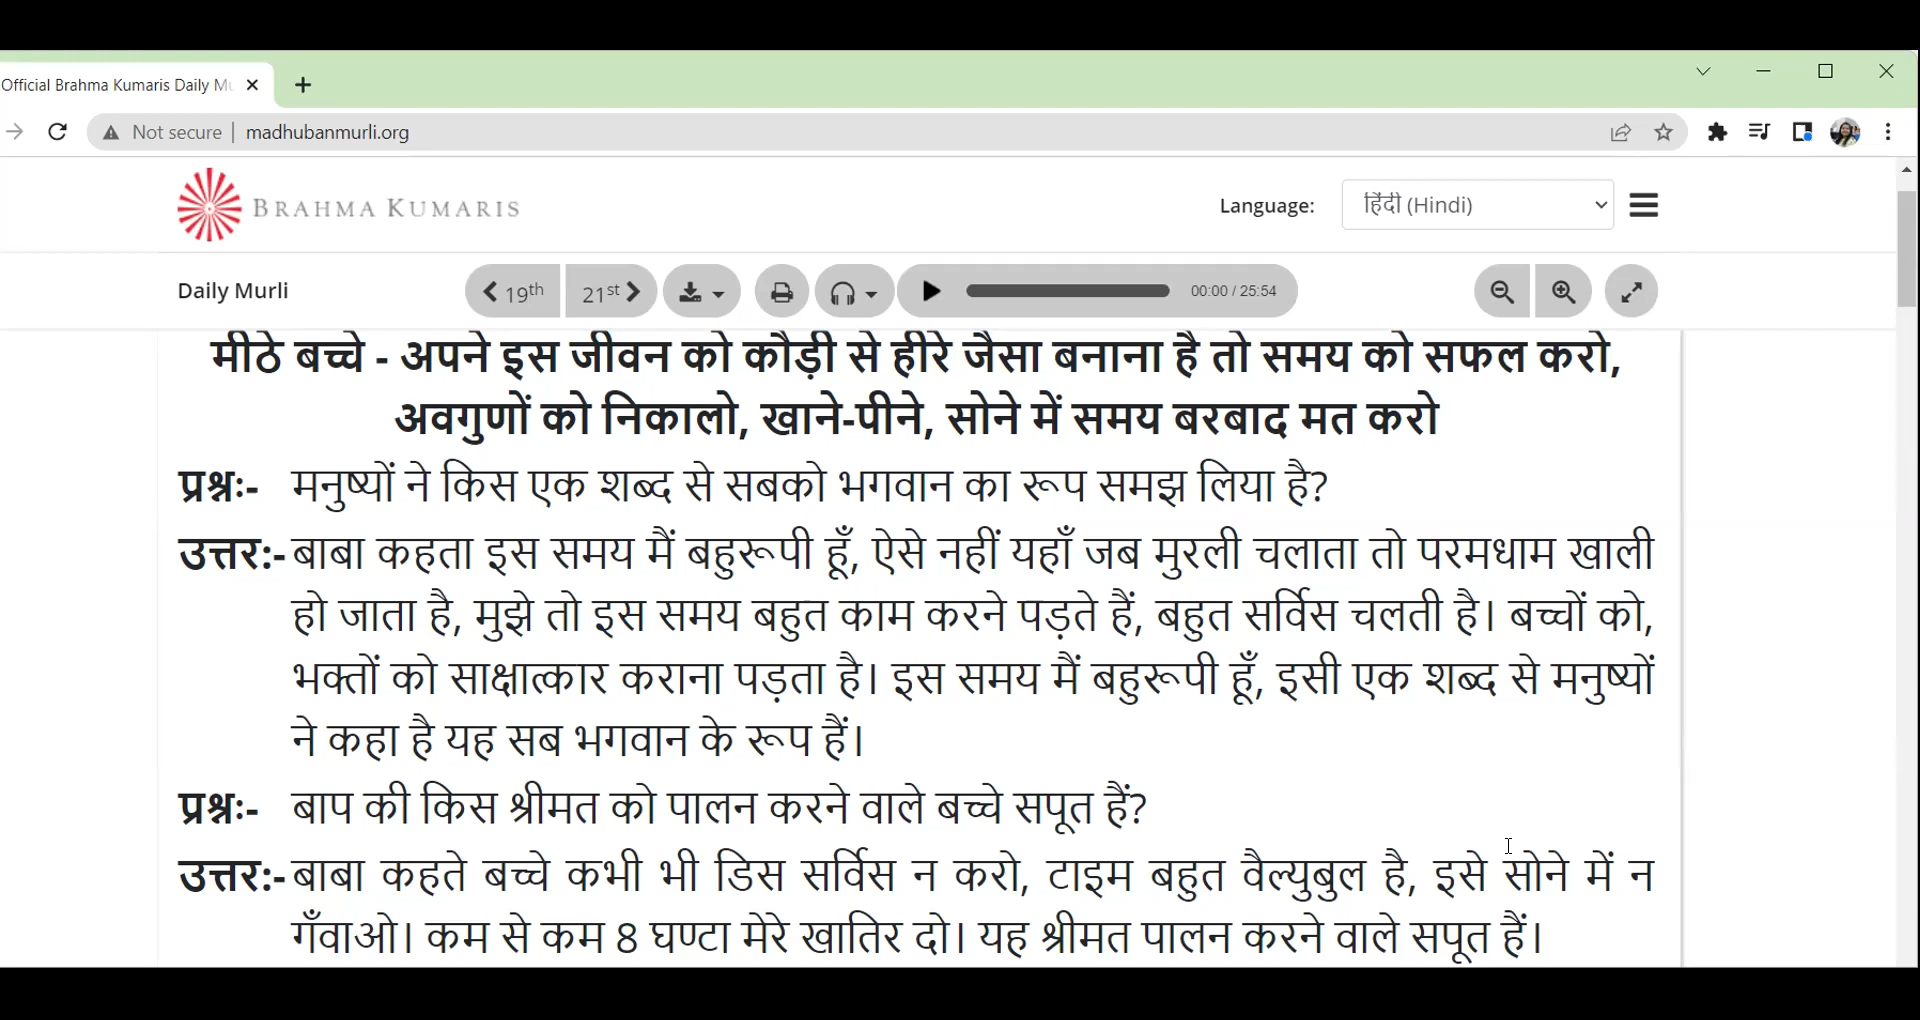 Official Brahma Kumaris Daily Mu
Not secure | madhubanmurli.org
BRAHMA KUMARIS
Language: हिंदी (Hindi)
Daily Murli 19th 21st 00:00 / 25:54
मीठे बच्चे - अपने इस जीवन को कौड़ी से हीरे जैसा बनाना है तो समय को सफल करो,
अवगुणों को निकालो, खाने-पीने, सोने में समय बरबाद मत करो
प्रश्नः- मनुष्यों ने किस एक शब्द से सबको भगवान का रूप समझ लिया है?
उत्तर:- बाबा कहता इस समय मैं बहुरूपी हूँ, ऐसे नहीं यहाँ जब मुरली चलाता तो परमधाम खाली
हो जाता है, मुझे तो इस समय बहुत काम करने पड़ते हैं, बहुत सर्विस चलती है। बच्चों को,
भक्तों को साक्षात्कार कराना पड़ता है। इस समय मैं बहुरूपी हूँ, इसी एक शब्द से मनुष्यों
ने कहा है यह सब भगवान के रूप हैं।
प्रश्नः- बाप की किस श्रीमत को पालन करने वाले बच्चे सपूत हैं?
उत्तर:- बाबा कहते बच्चे कभी भी डिस सर्विस न करो, टाइम बहुत वैल्युबुल है, इसे सोने में न
गँवाओ। कम से कम 8 घण्टा मेरे खातिर दो। यह श्रीमत पालन करने वाले सपूत हैं।